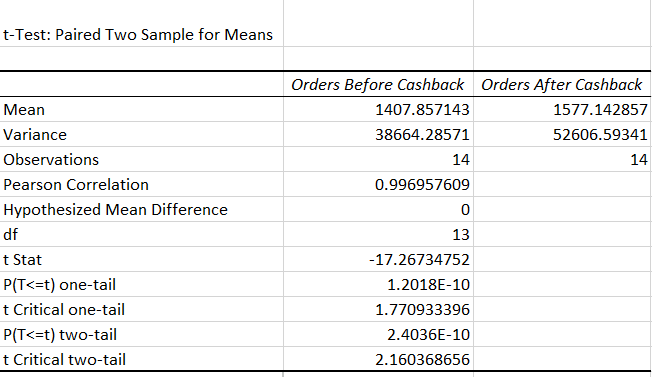 t-Test: Paired Two Sample for Means
Orders Before Cashback Orders After Cashback
Mean 1407.857143 1577.142857
Variance 38664.28571 52606.59341
Observations 14 14
Pearson Correlation 0.996957609
Hypothesized Mean Difference 0
df 13
t Stat -17.26734752
P(T<=t) one-tail 1.2018E-10
t Critical one-tail 1.770933396
P(T<=t) two-tail 2.4036E-10
t Critical two-tail 2.160368656